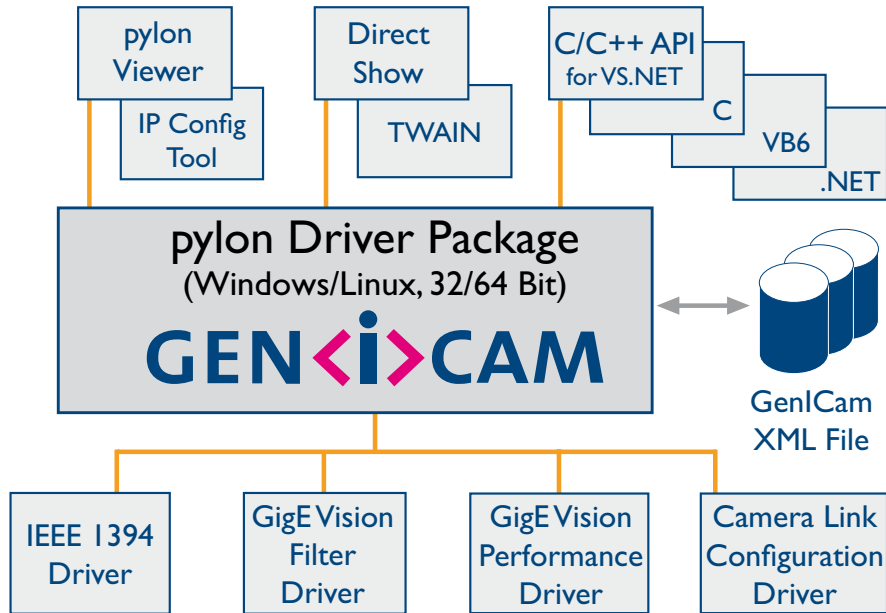 pylon
Viewer
IP Config
Tool
Direct
Show
TWAIN
C/C++ API
for VS.NET
C
VB6
.NET
pylon Driver Package
(Windows/Linux, 32/64 Bit)
GEN<i>CAM
GenICam
XML File
IEEE 1394
Driver
GigE Vision
Filter
Driver
GigE Vision
Performance
Driver
Camera Link
Configuration
Driver